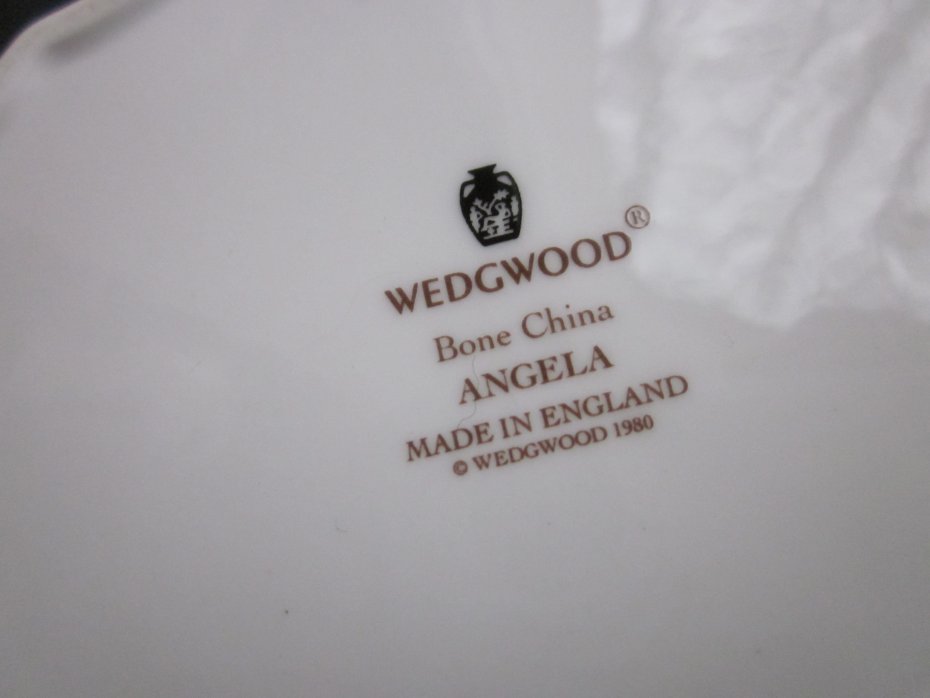 WEDGWOOD®
Bone China
ANGELA
MADE IN ENGLAND
© WEDGWOOD 1980